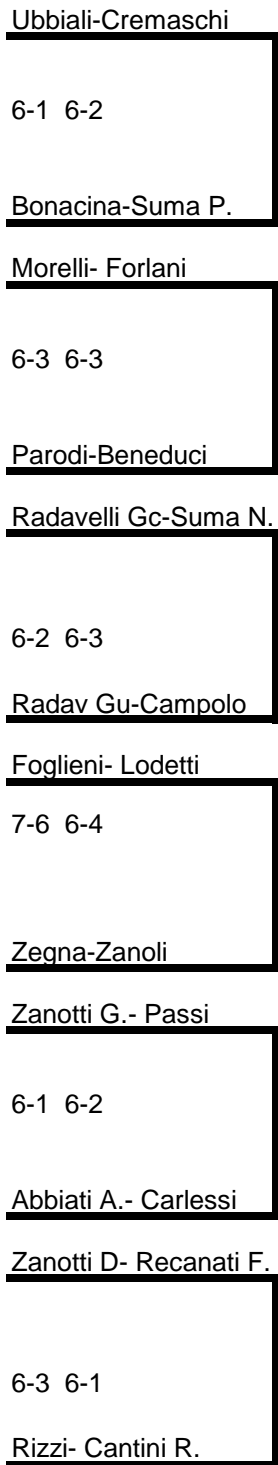 Ubbiali-Cremaschi
6-1 6-2
Bonacina-Suma P.
Morelli- Forlani
6-3 6-3
Parodi-Beneduci
Radavelli Gc-Suma N.
6-2 6-3
Radav Gu-Campolo
Foglieni- Lodetti
7-6 6-4
Zegna-Zanoli
Zanotti G.- Passi
6-1 6-2
Abbiati A.- Carlessi
Zanotti D- Recanati F.
6-3 6-1
Rizzi- Cantini R.